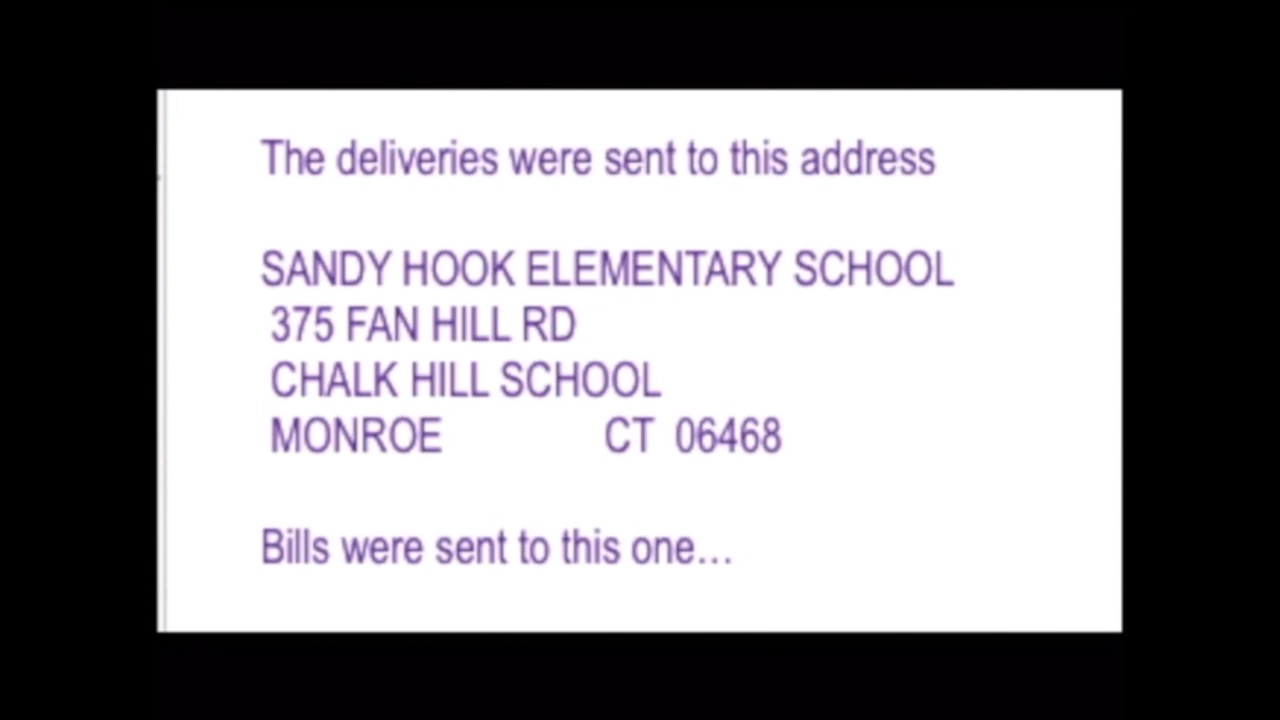 The deliveries were sent to this address
SANDY HOOK ELEMENTARY SCHOOL
375 FAN HILL RD
CHALK HILL SCHOOL
MONROE CT 06468
Bills were sent to this one…